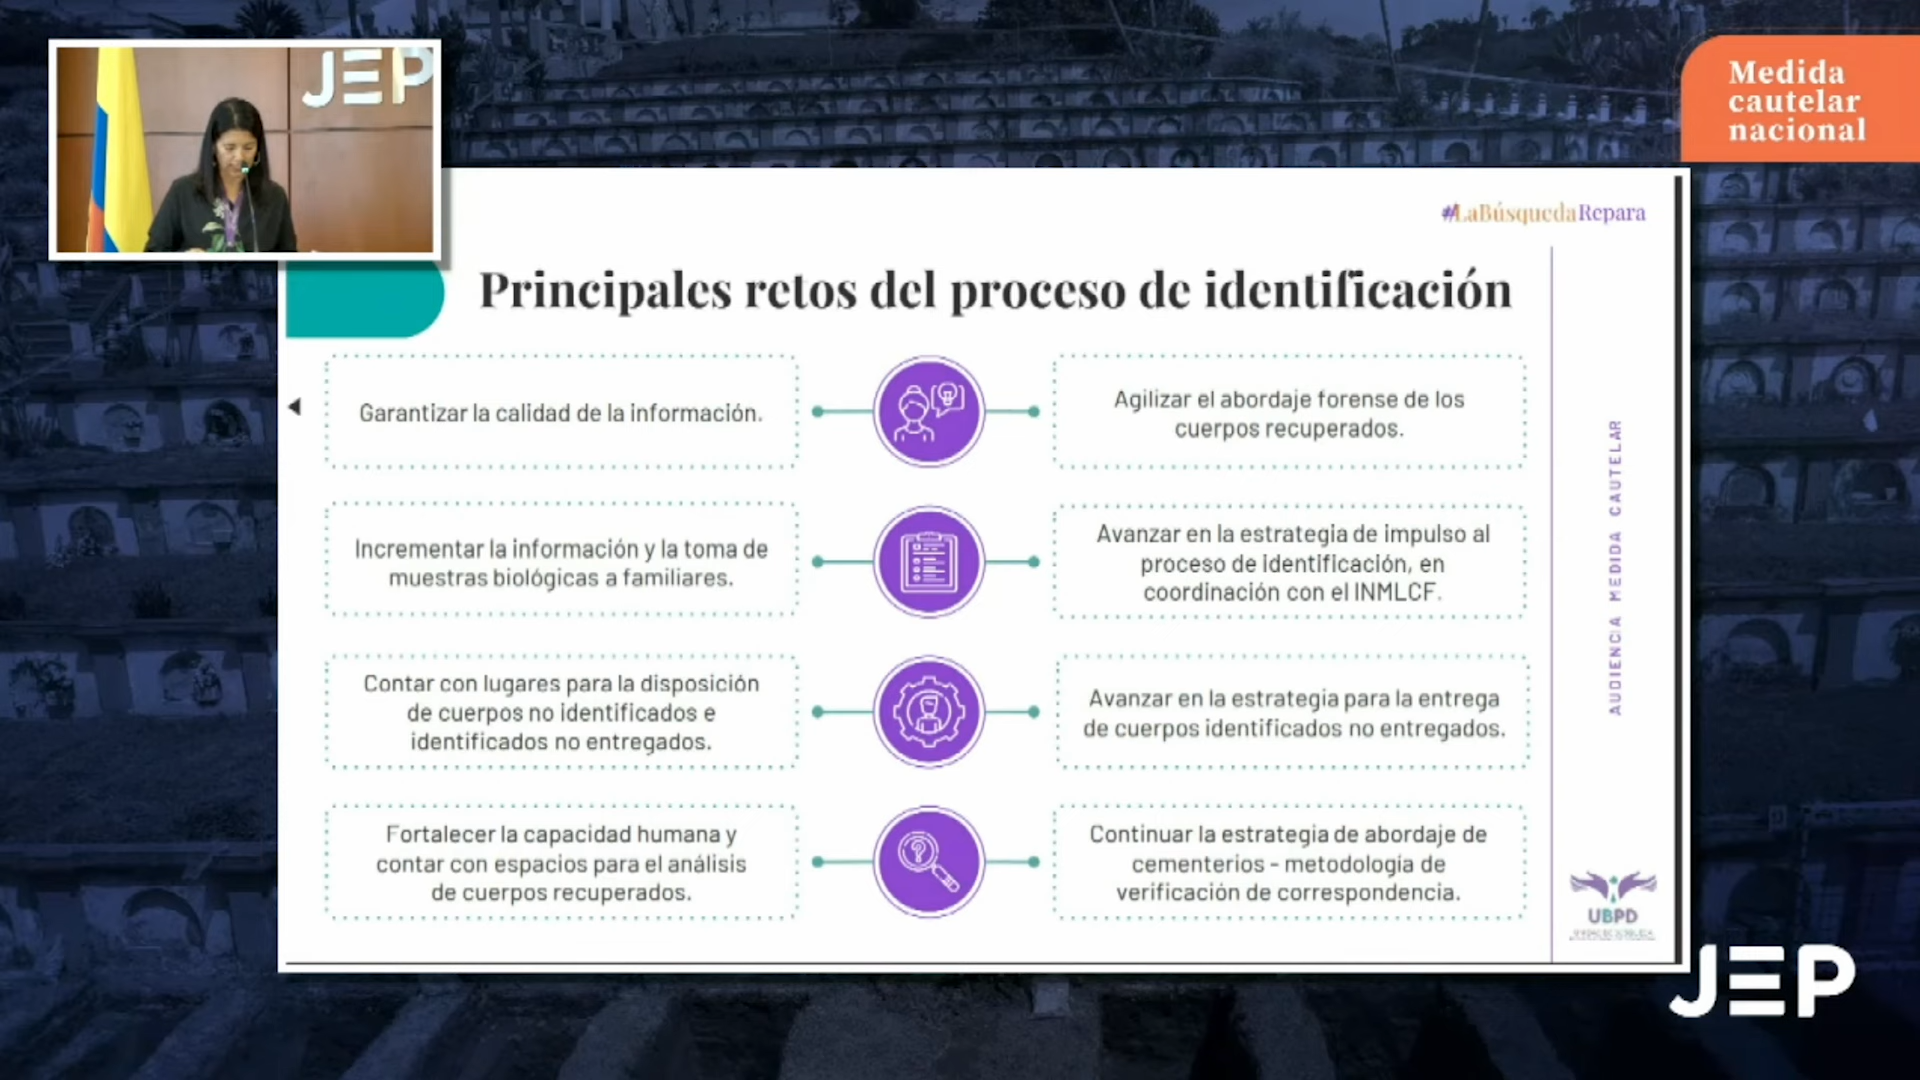 JEP
Medida
cautelar
nacional
#LaBúsquedaRepara
Principales retos del proceso de identificación
Garantizar la calidad de la información.
Agilizar el abordaje forense de los
cuerpos recuperados.
Incrementar la información y la toma de
muestras biológicas a familiares.
Avanzar en la estrategia de impulso al
proceso de identificación, en
coordinación con el INMLCF.
Contar con lugares para la disposición
de cuerpos no identificados e
identificados no entregados.
Avanzar en la estrategia para la entrega
de cuerpos identificados no entregados.
Fortalecer la capacidad humana y
contar con espacios para el análisis
de cuerpos recuperados.
Continuar la estrategia de abordaje de
cementerios - metodología de
verificación de correspondencia.
AUDIENCIA MEDIDA CAUTELAR
UBPD
JEP